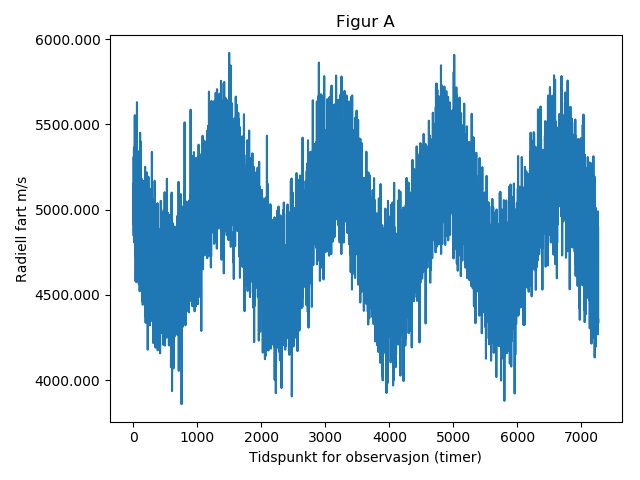 Figur A
6000.000
5500.000
5000.000
4500.000
4000.000
Radiell fart m/s
0 1000 2000 3000 4000 5000 6000 7000
Tidspunkt for observasjon (timer)